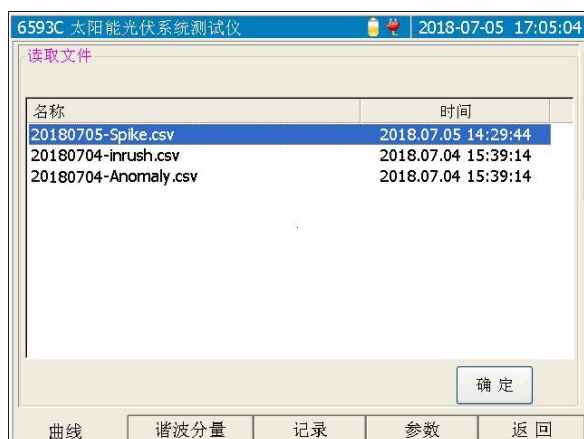 6593C 太阳能光伏系统测试仪 2018-07-05 17:05:04
读取文件
名称 时间
20180705-Spike.csv 2018.07.05 14:29:44
20180704-inrush.csv 2018.07.04 15:39:14
20180704-Anomaly.csv 2018.07.04 15:39:14
确定
曲线 谐波分量 记录 参数 返回